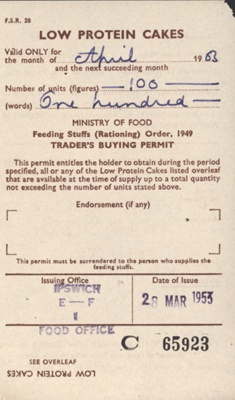 F.S.R. 20
LOW PROTEIN CAKES
Valid ONLY for
the month of April 1953
and the next succeeding month
Number of units (figures) — 100 —
(words) One hundred —
MINISTRY OF FOOD
Feeding Stuffs (Rationing) Order, 1949
TRADER'S BUYING PERMIT
This permit entitles the holder to obtain during the period
specified, all or any of the Low Protein Cakes listed overleaf
that are available at the time of supply up to a total quantity
not exceeding the number of units stated above.
Endorsement (if any)
This permit must be surrendered to the person who supplies the
feeding stuffs.
Issuing Office
Date of Issue
IPSWICH
E — F
1
FOOD OFFICE
28 MAR 1953
C 65923
SEE OVERLEAF
LOW PROTEIN CAKES